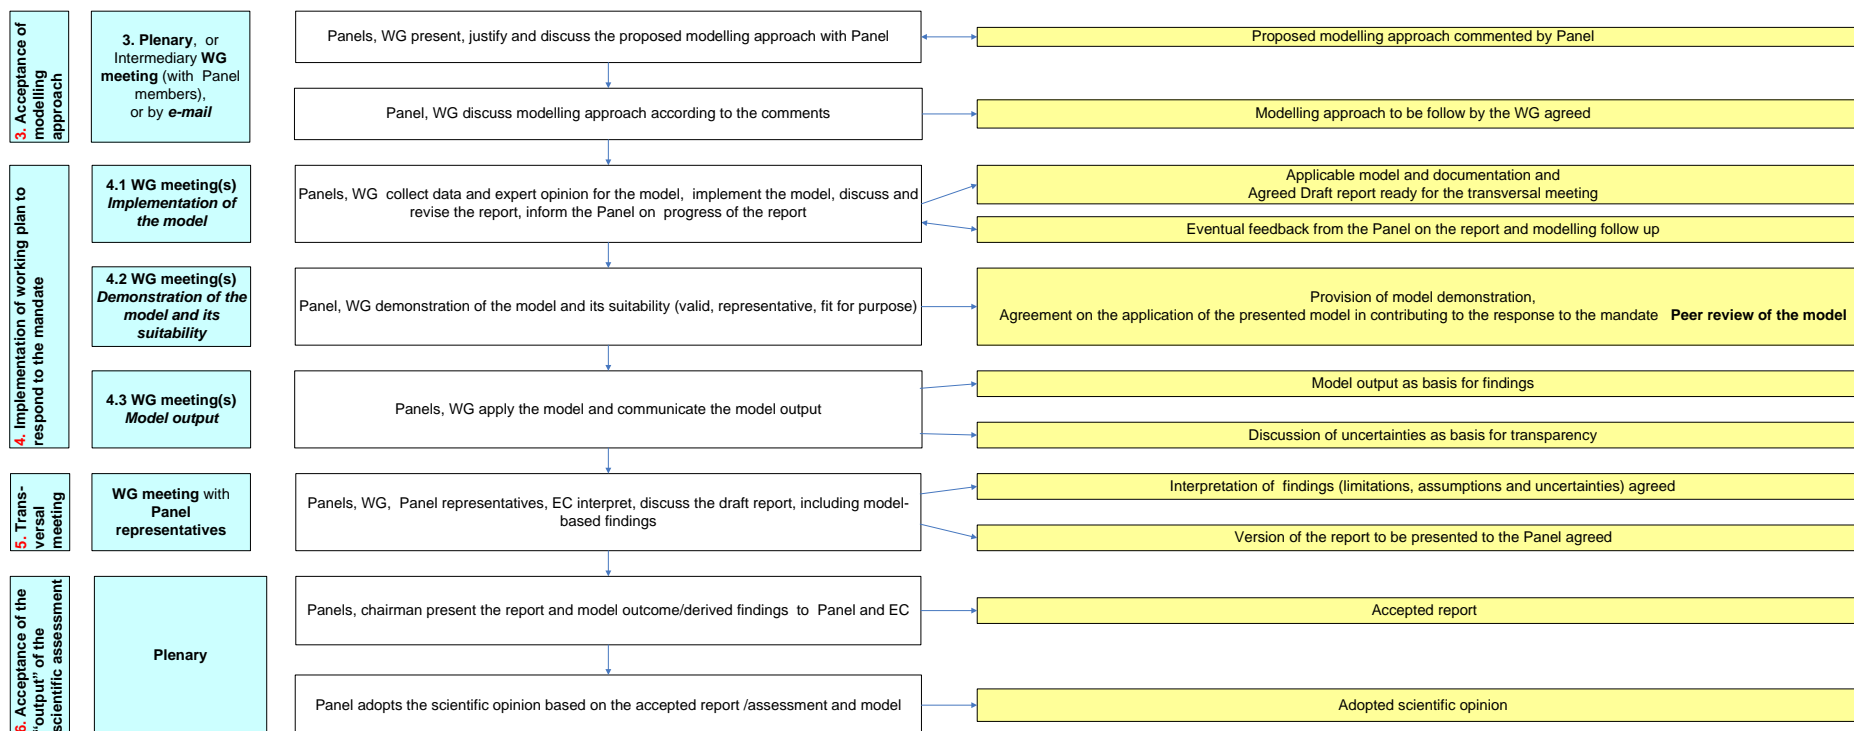 3. Acceptance of
modelling
approach
3. Plenary, or
Intermediary WG
meeting (with Panel
members),
or by e-mail
Panels, WG present, justify and discuss the proposed modelling approach with Panel
Proposed modelling approach commented by Panel
Panel, WG discuss modelling approach according to the comments
Modelling approach to be follow by the WG agreed
4. Implementation of working plan to
respond to the mandate
4.1 WG meeting(s)
Implementation of
the model
Panels, WG collect data and expert opinion for the model, implement the model, discuss and
revise the report, inform the Panel on progress of the report
Applicable model and documentation and
Agreed Draft report ready for the transversal meeting
Eventual feedback from the Panel on the report and modelling follow up
4.2 WG meeting(s)
Demonstration of the
model and its
suitability
Panel, WG demonstration of the model and its suitability (valid, representative, fit for purpose)
Provision of model demonstration,
Agreement on the application of the presented model in contributing to the response to the mandate Peer review of the model
4.3 WG meeting(s)
Model output
Panels, WG apply the model and communicate the model output
Model output as basis for findings
Discussion of uncertainties as basis for transparency
5. Trans-
versal
meeting
WG meeting with
Panel
representatives
Panels, WG, Panel representatives, EC interpret, discuss the draft report, including model-
based findings
Interpretation of findings (limitations, assumptions and uncertainties) agreed
Version of the report to be presented to the Panel agreed
6. Acceptance of the
"output" of the
scientific assessment
Plenary
Panels, chairman present the report and model outcome/derived findings to Panel and EC
Accepted report
Panel adopts the scientific opinion based on the accepted report /assessment and model
Adopted scientific opinion